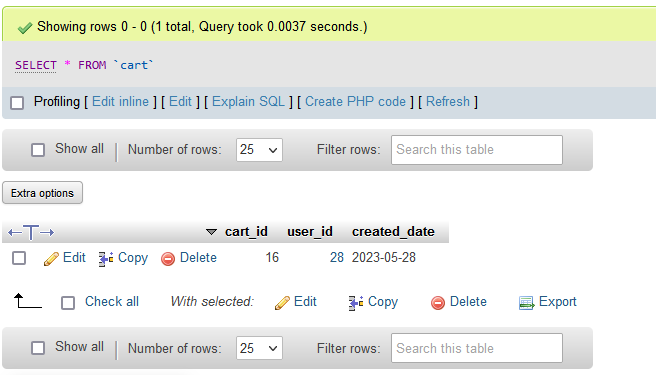 Showing rows 0 - 0 (1 total, Query took 0.0037 seconds.)
SELECT * FROM `cart`
Profiling [ Edit inline ] [ Edit ] [ Explain SQL ] [ Create PHP code ] [ Refresh ]
Show all Number of rows: 25 Filter rows: Search this table
Extra options
cart_id user_id created_date
Edit Copy Delete 16 28 2023-05-28
Check all With selected: Edit Copy Delete Export
Show all Number of rows: 25 Filter rows: Search this table